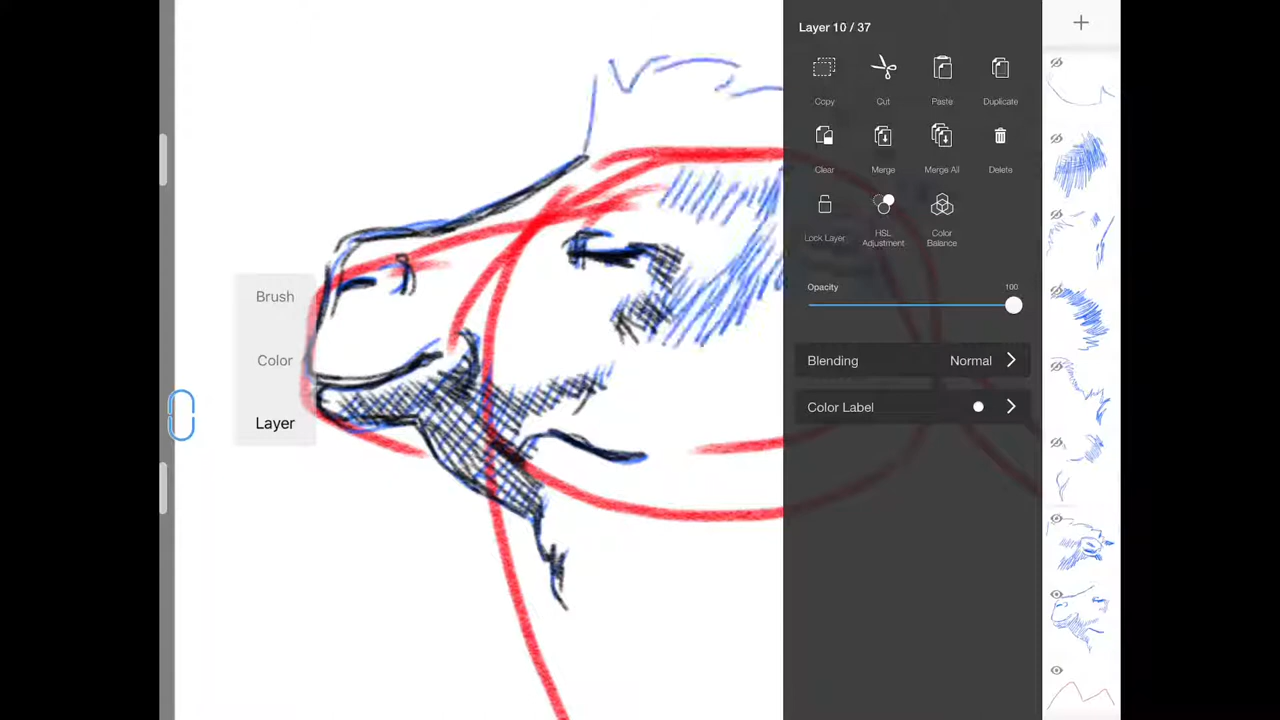 Layer 10 / 37
Copy Cut Paste Duplicate
Clear Merge Merge All Delete
Lock Layer HSL Adjustment Color Balance
Opacity 100
Blending Normal
Color Label
Brush
Color
Layer